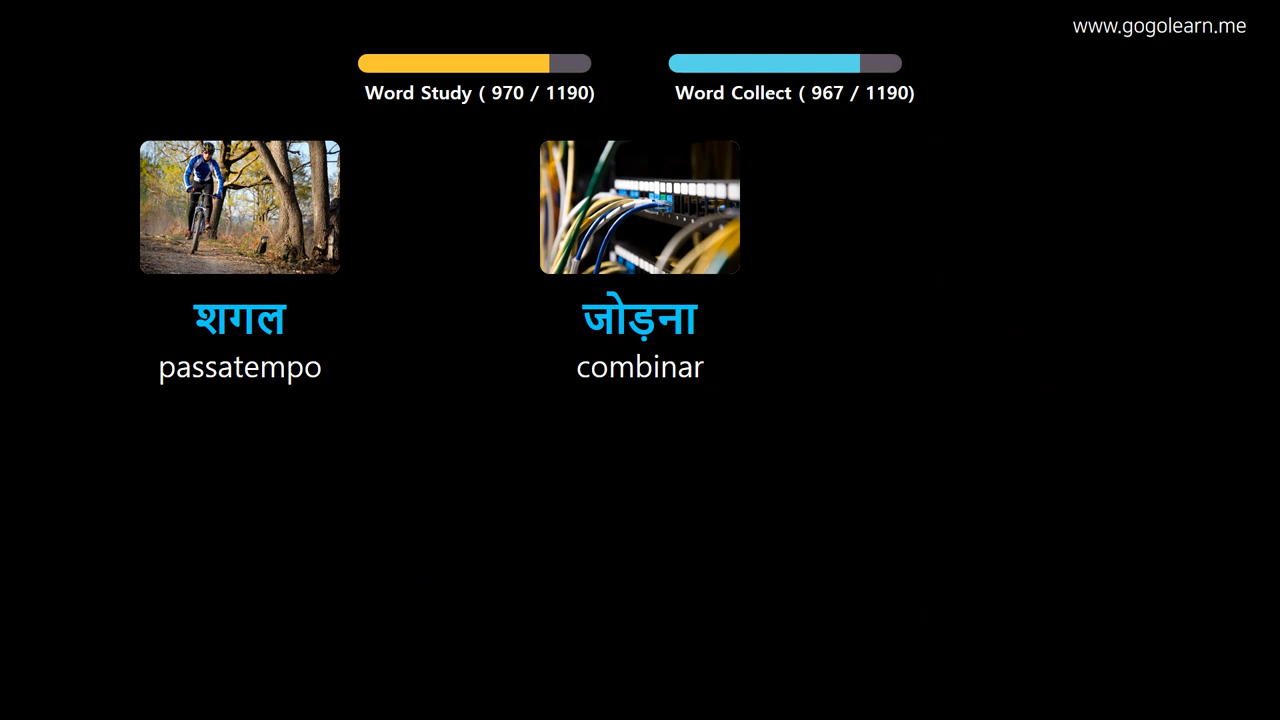 www.gogolearn.me
Word Study ( 970 / 1190)
Word Collect ( 967 / 1190)
शगल
passatempo
जोड़ना
combinar